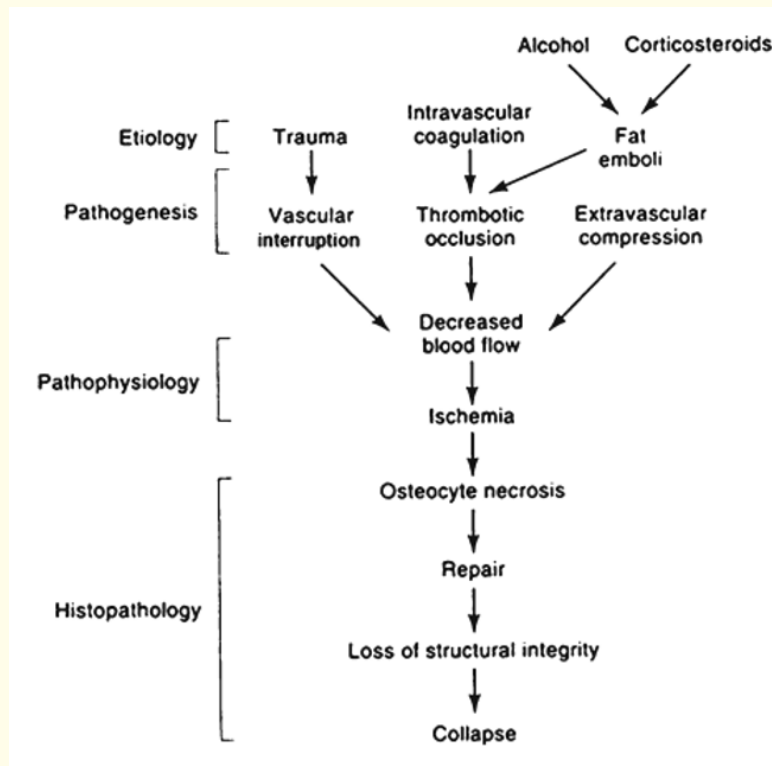 Alcohol Corticosteroids
Etiology
Trauma
Intravascular
coagulation
Fat
emboli
Pathogenesis
Vascular
interruption
Thrombotic
occlusion
Extravascular
compression
Decreased
blood flow
Pathophysiology
Ischemia
Osteocyte necrosis
Repair
Histopathology
Loss of structural integrity
Collapse